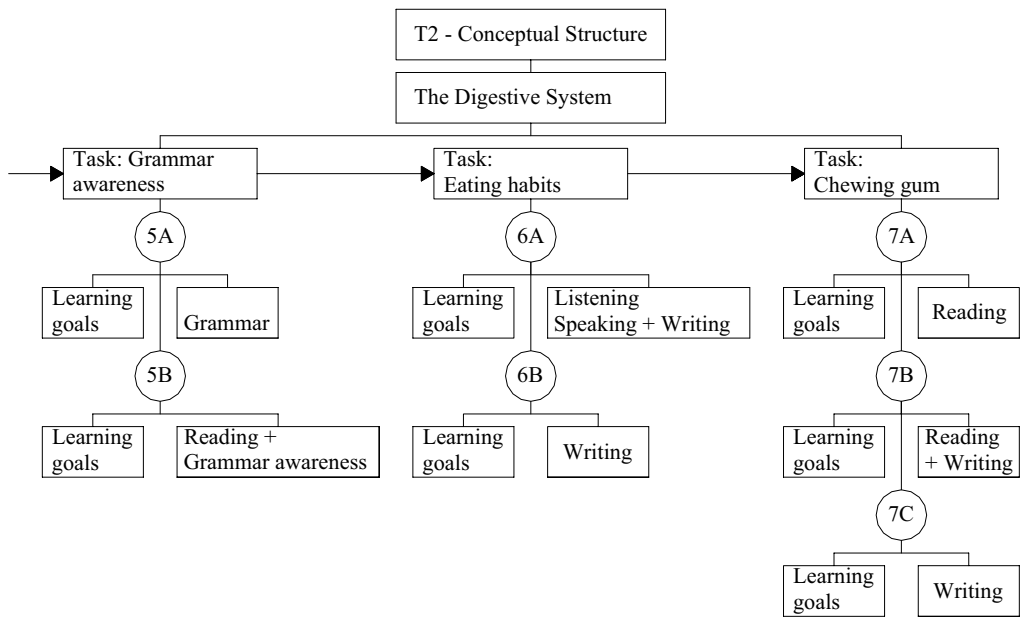 T2 - Conceptual Structure
The Digestive System
Task: Grammar
awareness
Task:
Eating habits
Task:
Chewing gum
5A
6A
7A
Learning
goals
Grammar
Learning
goals
Listening
Speaking + Writing
Learning
goals
Reading
5B
6B
7B
Learning
goals
Reading +
Grammar awareness
Learning
goals
Writing
Learning
goals
Reading
+ Writing
7C
Learning
goals
Writing